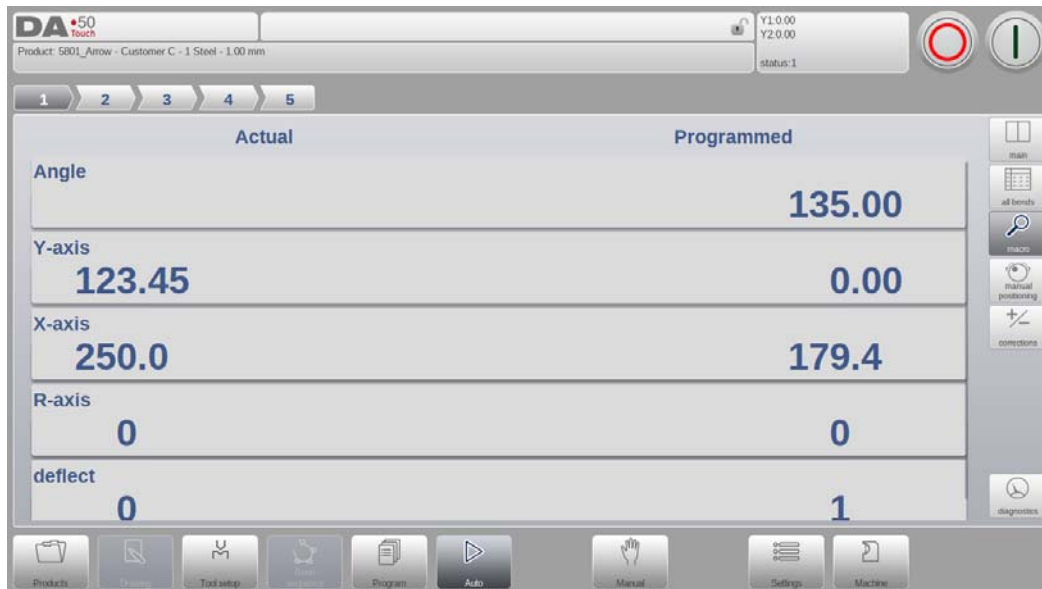 DA•50
Touch
Y1:0.00
Y2:0.00
status:1
Product: 5801_Arrow - Customer C - 1 Steel - 1.00 mm
1 2 3 4 5
Actual Programmed
Angle
135.00
Y-axis
123.45 0.00
X-axis
250.0 179.4
R-axis
0 0
deflect
0 1
main
all bends
macro
manual
positioning
corrections
diagnostics
Products Drawing Tool setup Bend
sequence Program Auto Manual Settings Machine